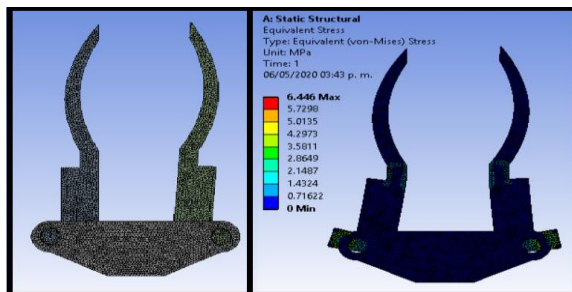 A: Static Structural
Equivalent Stress
Type: Equivalent (von-Mises) Stress
Unit: MPa
Time: 1
06/05/2020 03:43 p. m.
6.446 Max
5.7298
5.0135
4.2973
3.5811
2.8649
2.1487
1.4324
0.71622
0 Min